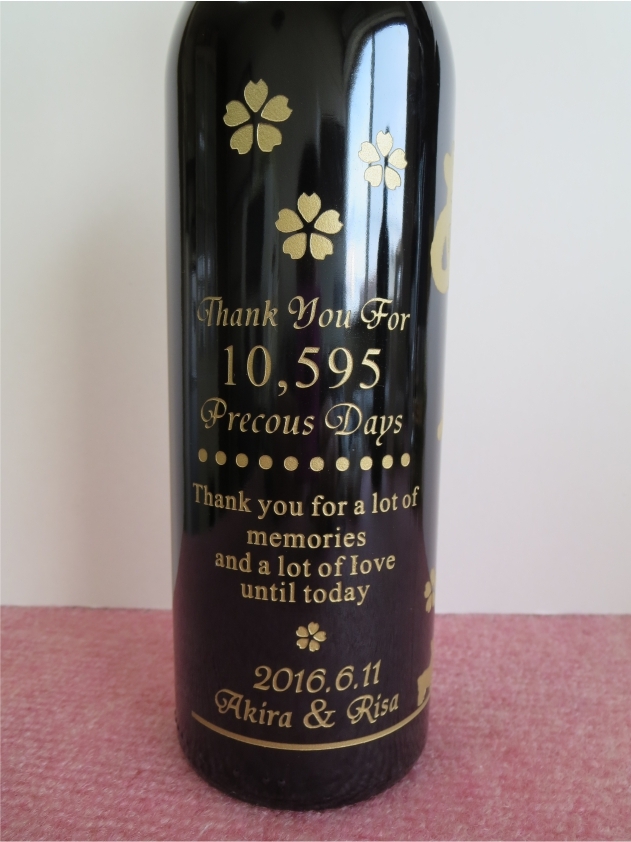 Thank You For
10,595
Precous Days
Thank you for a lot of
memories
and a lot of love
until today
2016.6.11
Akira & Risa